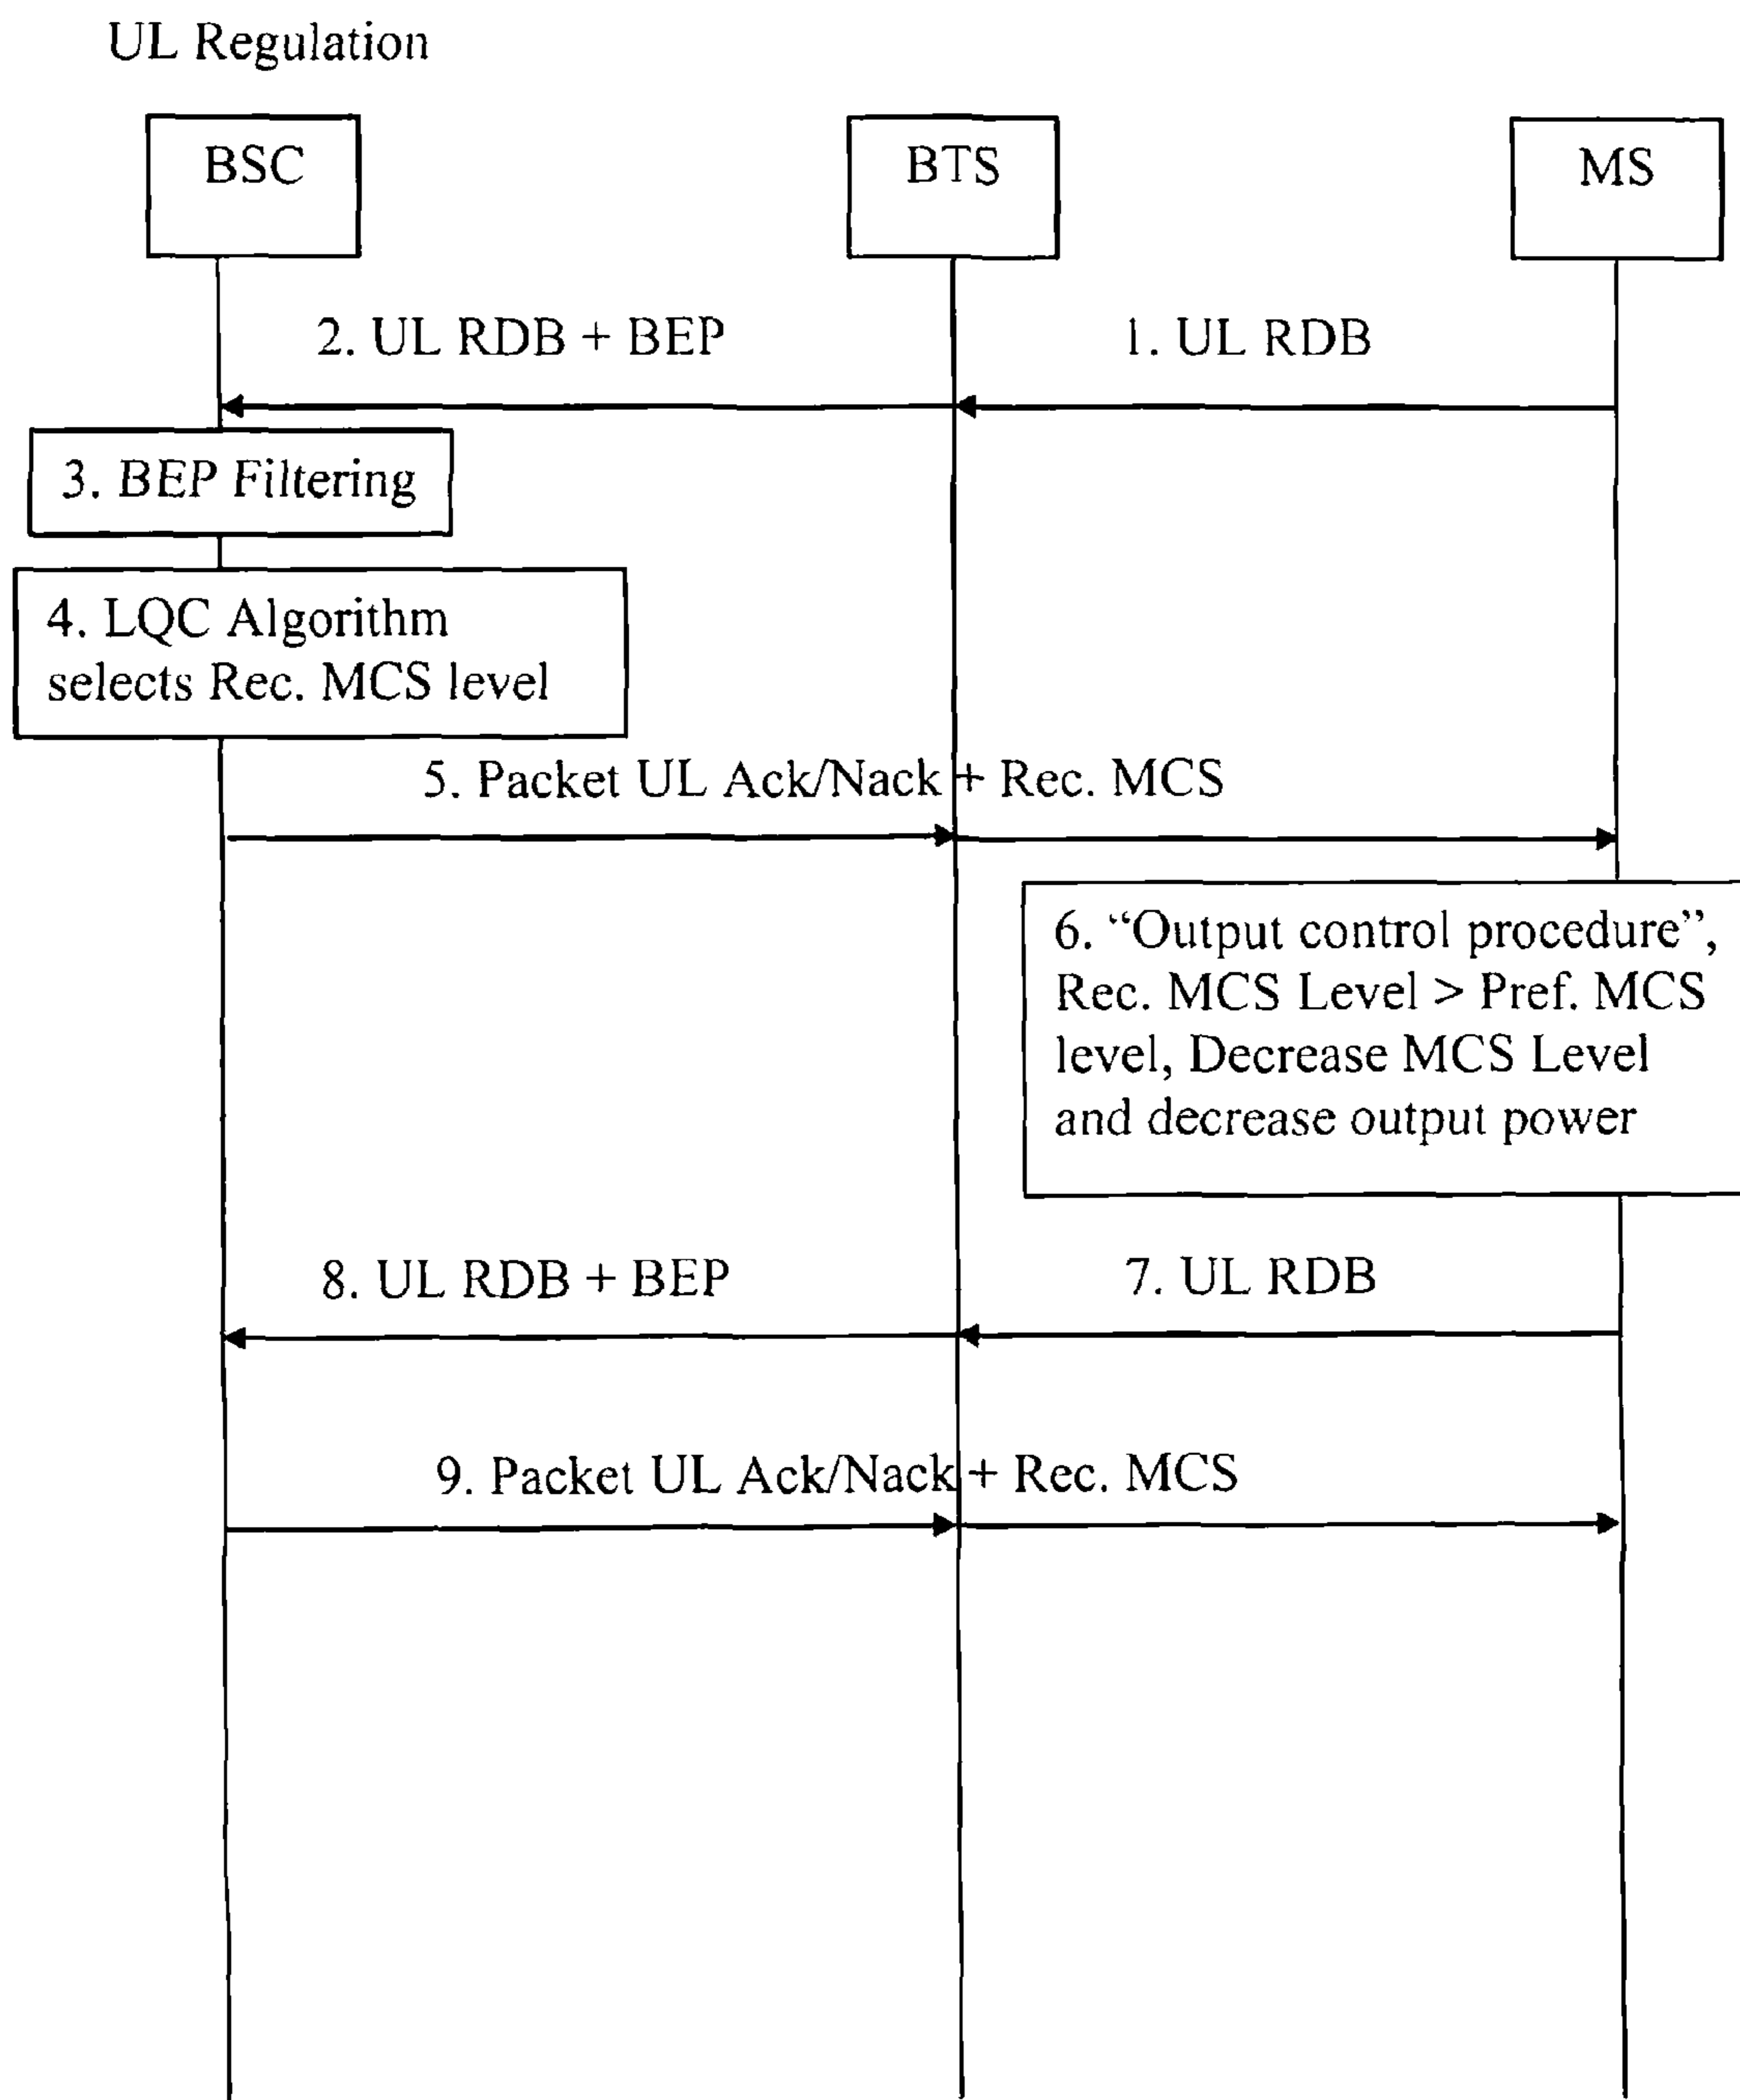 UL Regulation
BSC
BTS
MS
2. UL RDB + BEP
1. UL RDB
3. BEP Filtering
4. LQC Algorithm
selects Rec. MCS level
5. Packet UL Ack/Nack + Rec. MCS
6. “Output control procedure”,
Rec. MCS Level > Pref. MCS
level, Decrease MCS Level
and decrease output power
8. UL RDB + BEP
7. UL RDB
9. Packet UL Ack/Nack + Rec. MCS